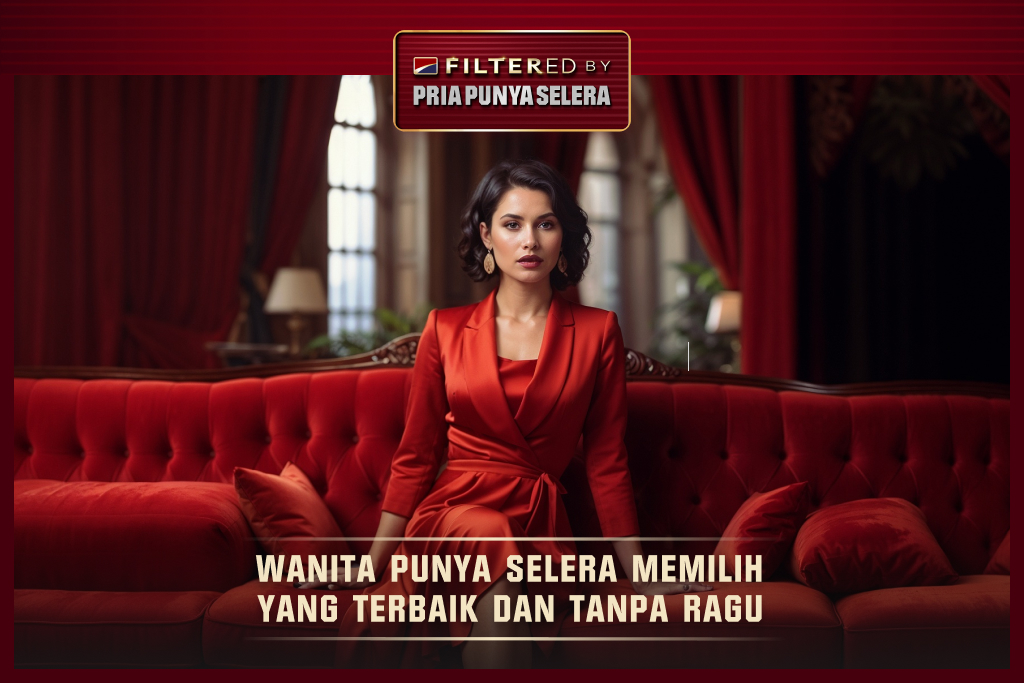 FILTERED BY
PRIA PUNYA SELERA
WANITA PUNYA SELERA MEMILIH
YANG TERBAIK DAN TANPA RAGU